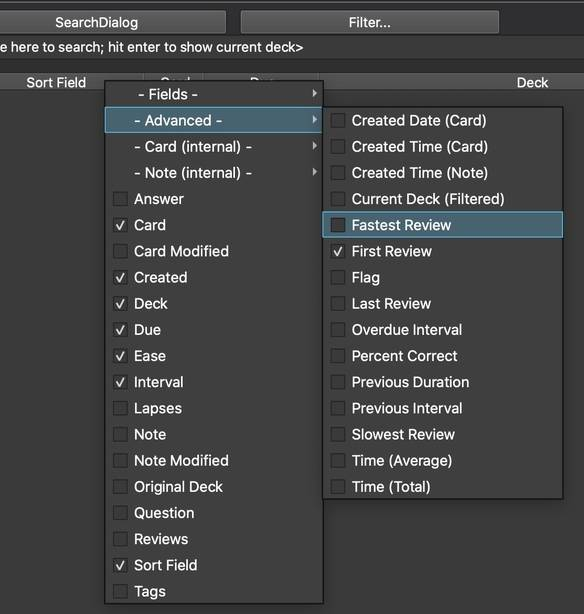 SearchDialog
Filter...
e here to search; hit enter to show current deck>
Sort Field
Deck
- Fields -
- Advanced -
- Card (internal) -
- Note (internal) -
Answer
Card
Card Modified
Created
Deck
Due
Ease
Interval
Lapses
Note
Note Modified
Original Deck
Question
Reviews
Sort Field
Tags
Created Date (Card)
Created Time (Card)
Created Time (Note)
Current Deck (Filtered)
Fastest Review
First Review
Flag
Last Review
Overdue Interval
Percent Correct
Previous Duration
Previous Interval
Slowest Review
Time (Average)
Time (Total)